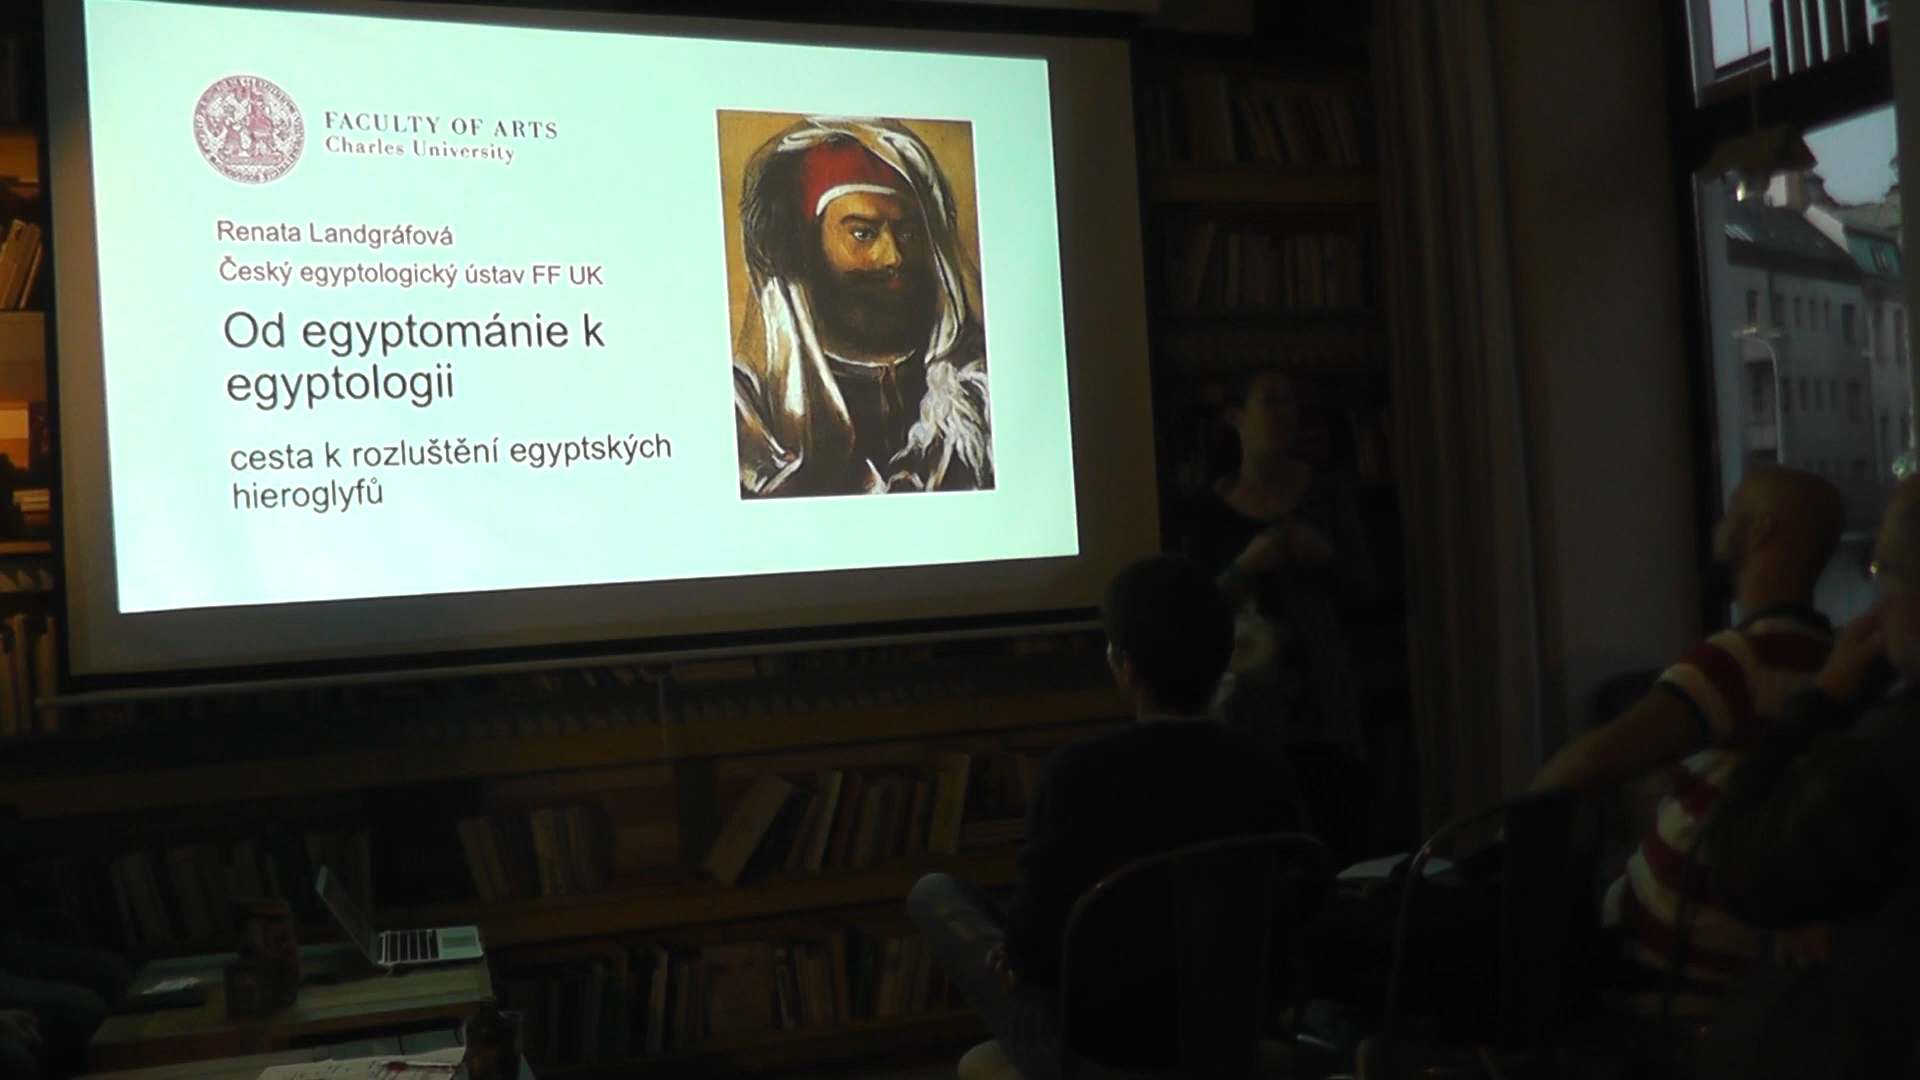 FACULTY OF ARTS
Charles University
Renata Landgráfová
Český egyptologický ústav FF UK
Od egyptománie k
egyptologii
cesta k rozluštění egyptských
hieroglyfů